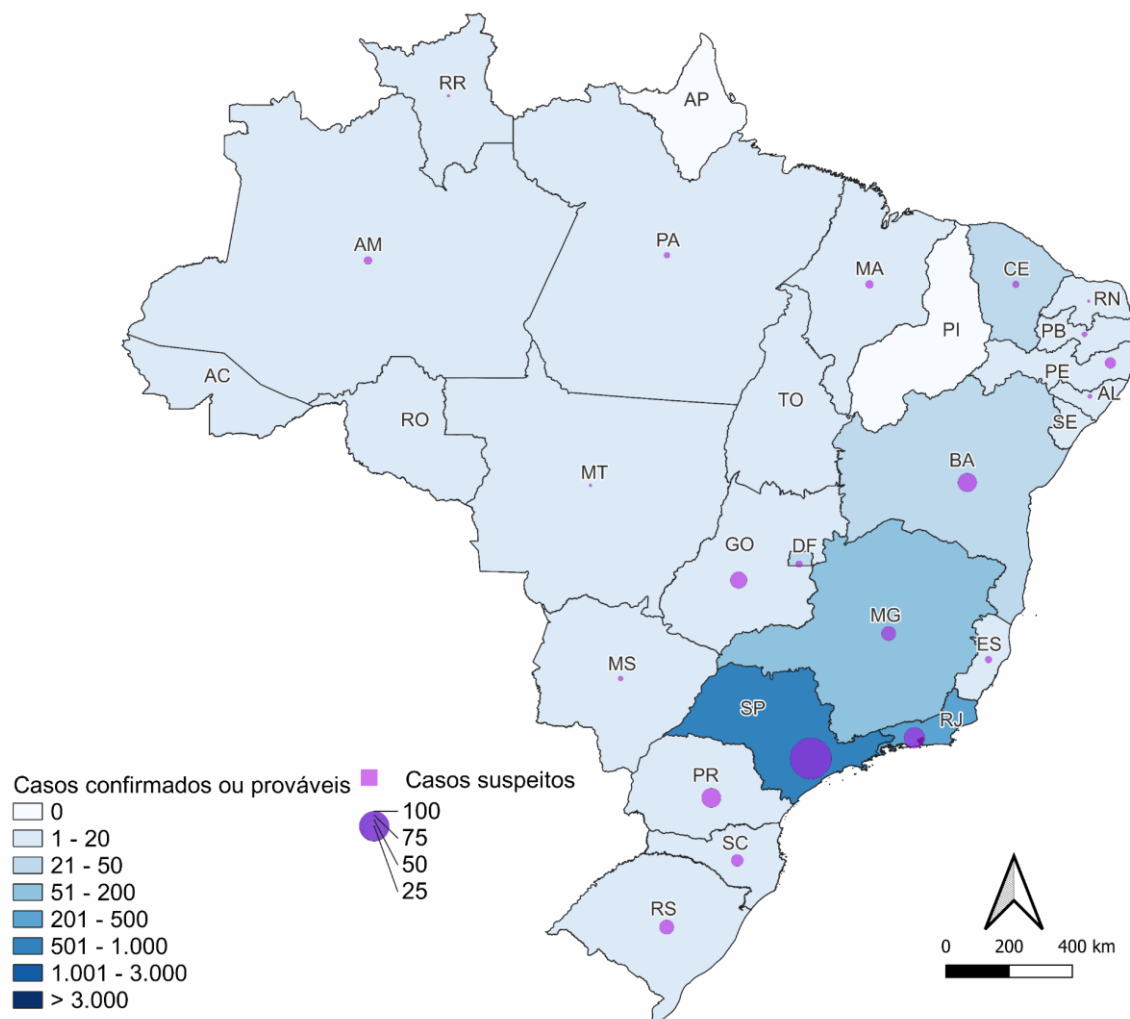 RR
AP
AM
PA
MA
CE
RN
PB
PI
PE
AC
TO
AL
RO
SE
BA
MT
GO
DF
MG
ES
MS
SP
RJ
PR
SC
RS
Casos confirmados ou prováveis
0
1 - 20
21 - 50
51 - 200
201 - 500
501 - 1.000
1.001 - 3.000
> 3.000
Casos suspeitos
100
75
50
25
0 200 400 km